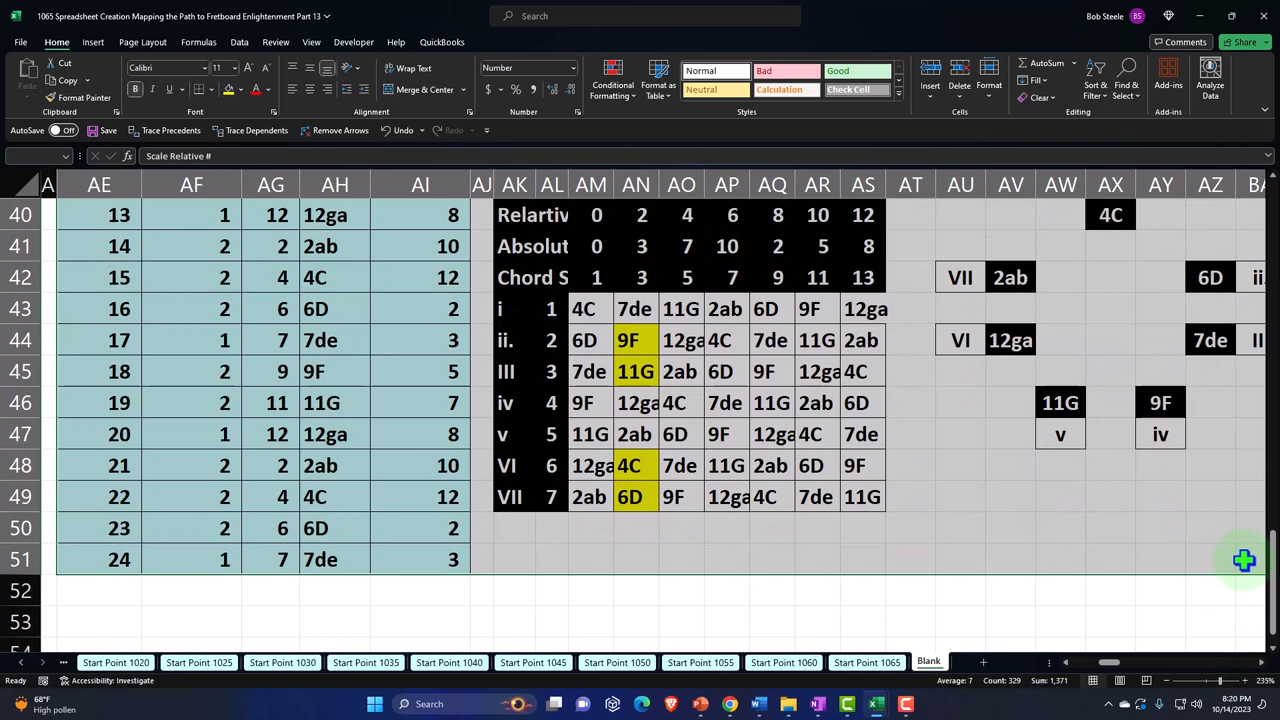 1065 Spreadsheet Creation Mapping the Path to Fretboard Enlightenment Part 13
Search
Bob Steele BS
File Home Insert Page Layout Formulas Data Review View Developer Automate Help QuickBooks
Comments Share
Cut
Copy
Paste
Format Painter
Calibri 11
Wrap Text
Merge & Center
Number
Conditional Formatting
Format as Table
Normal Bad Good
Neutral Calculation Check Cell
Insert Delete Format
AutoSum
Fill
Clear
Sort & Filter
Find & Select
Add-ins
Analyze Data
Clipboard Font Alignment Number Styles Cells Editing Add-ins
AutoSave Off Save Trace Precedents Trace Dependents Remove Arrows Undo Redo
Scale Relative #
A AE AF AG AH AI AJ AK AL AM AN AO AP AQ AR AS AT AU AV AW AX AY AZ BA
40 13 1 12 12ga 8 Relartiv 0 2 4 6 8 10 12 4C
41 14 2 2 2ab 10 Absolut 0 3 7 10 2 5 8
42 15 2 4 4C 12 Chord S 1 3 5 7 9 11 13 VII 2ab 6D ii.
43 16 2 6 6D 2 i 1 4C 7de 11G 2ab 6D 9F 12ga
44 17 1 7 7de 3 ii. 2 6D 9F 12ga 4C 7de 11G 2ab VI 12ga 7de II
45 18 2 9 9F 5 III 3 7de 11G 2ab 6D 9F 12ga 4C
46 19 2 11 11G 7 iv 4 9F 12ga 4C 7de 11G 2ab 6D 11G 9F
47 20 1 12 12ga 8 v 5 11G 2ab 6D 9F 12ga 4C 7de v iv
48 21 2 2 2ab 10 VI 6 12ga 4C 7de 11G 2ab 6D 9F
49 22 2 4 4C 12 VII 7 2ab 6D 9F 12ga 4C 7de 11G
50 23 2 6 6D 2
51 24 1 7 7de 3
52
53
54
Start Point 1020 Start Point 1025 Start Point 1030 Start Point 1035 Start Point 1040 Start Point 1045 Start Point 1050 Start Point 1055 Start Point 1060 Start Point 1065 Blank
Ready Accessibility: Investigate Average: 7 Count: 329 Sum: 1,371 235%
68°F
High pollen
Search
8:20 PM
10/14/2023